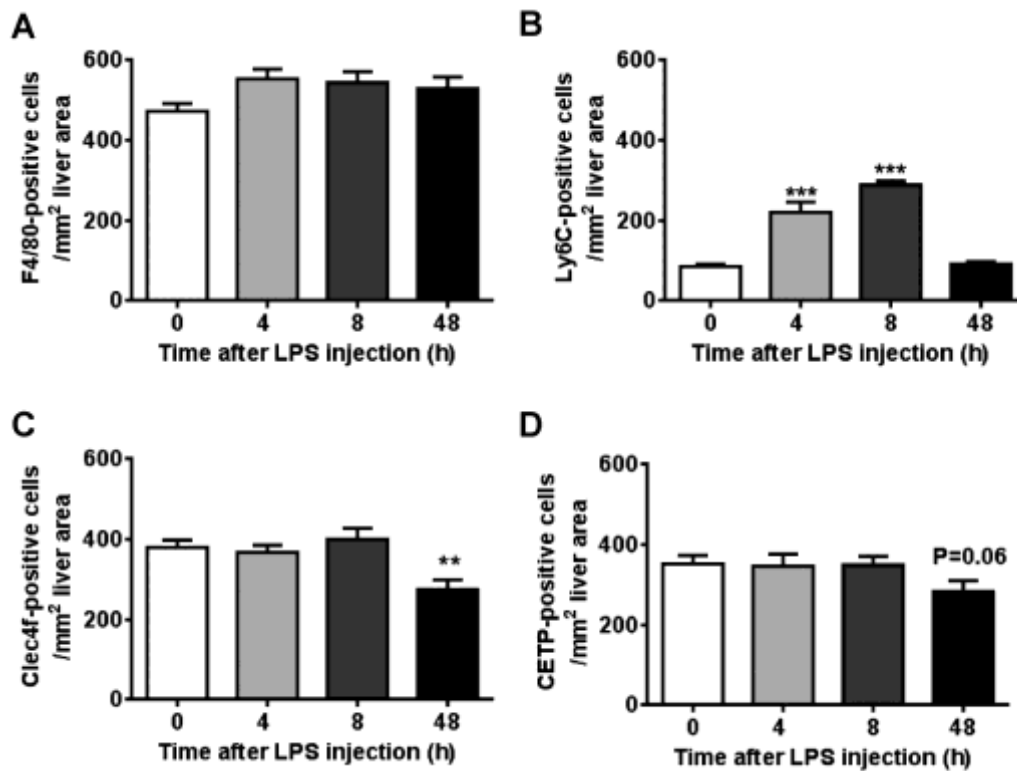 A
F4/80-positive cells
/mm² liver area
600
400
200
0
0 4 8 48
Time after LPS injection (h)
B
Ly6C-positive cells
/mm² liver area
600
400
200
0
***
***
0 4 8 48
Time after LPS injection (h)
C
Clec4f-positive cells
/mm² liver area
600
400
200
0
**
0 4 8 48
Time after LPS injection (h)
D
CETP-positive cells
/mm² liver area
600
400
200
0
P=0.06
0 4 8 48
Time after LPS injection (h)